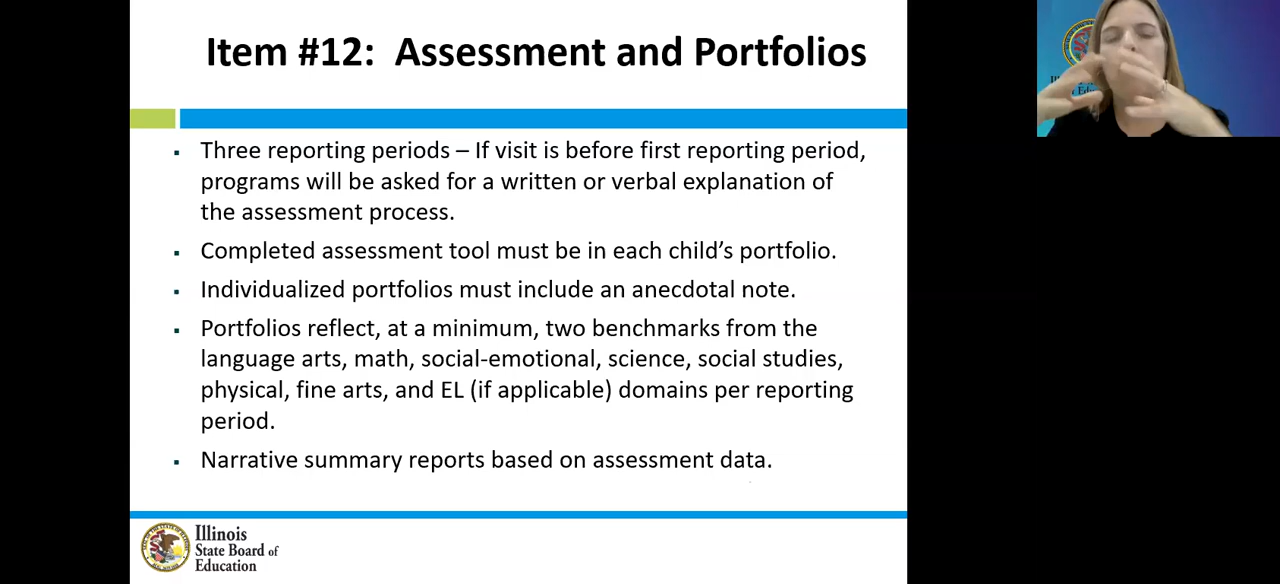 Item #12:  Assessment and Portfolios
▪ Three reporting periods – If visit is before first reporting period,
programs will be asked for a written or verbal explanation of
the assessment process.
▪ Completed assessment tool must be in each child’s portfolio.
▪ Individualized portfolios must include an anecdotal note.
▪ Portfolios reflect, at a minimum, two benchmarks from the
language arts, math, social-emotional, science, social studies,
physical, fine arts, and EL (if applicable) domains per reporting
period.
▪ Narrative summary reports based on assessment data.
Illinois
State Board of
Education